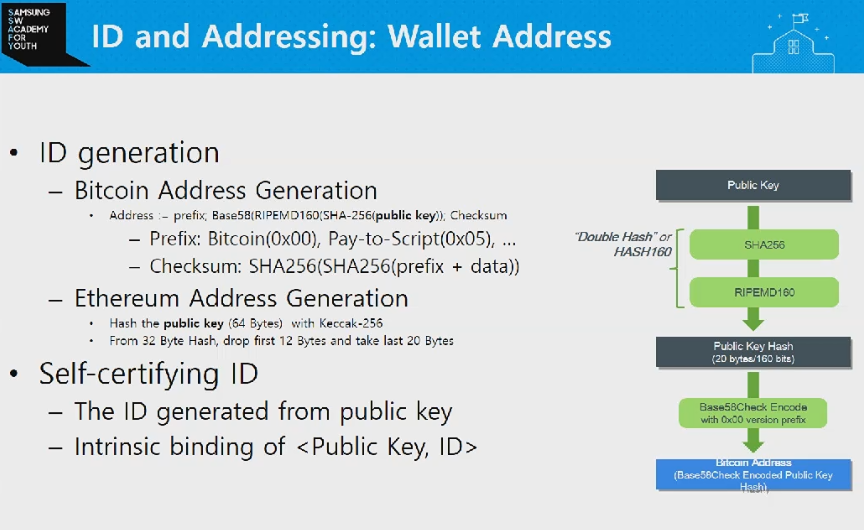 SAMSUNG
SW
ACADEMY
FOR
YOUTH
ID and Addressing: Wallet Address
• ID generation
– Bitcoin Address Generation
• Address := prefix; Base58(RIPEMD160(SHA-256(public key)); Checksum
– Prefix: Bitcoin(0x00), Pay-to-Script(0x05), ...
– Checksum: SHA256(SHA256(prefix + data))
– Ethereum Address Generation
• Hash the public key (64 Bytes) with Keccak-256
• From 32 Byte Hash, drop first 12 Bytes and take last 20 Bytes
• Self-certifying ID
– The ID generated from public key
– Intrinsic binding of <Public Key, ID>
Public Key
"Double Hash" or
HASH160
SHA256
RIPEMD160
Public Key Hash
(20 bytes/160 bits)
Base58Check Encode
with 0x00 version prefix
Bitcoin Address
(Base58Check Encoded Public Key
Hash)